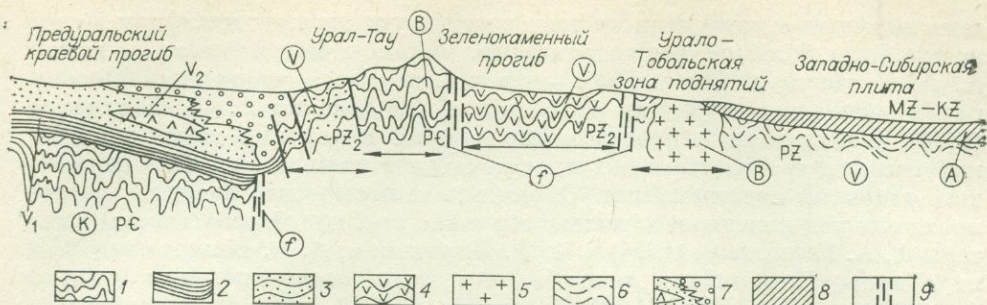 Предуральский
краевой прогиб
Урал-Тау
B
Зеленокаменный
прогиб
Урало-
Тобольская
зона поднятий
Западно-Сибирская
плита
MZ-KZ
V₂
V
V
PZ₂
PЄ
PZ₂
PZ
f
f
B
V
A
V₁
K
PЄ
1 2 3 4 5 6 7 8 9